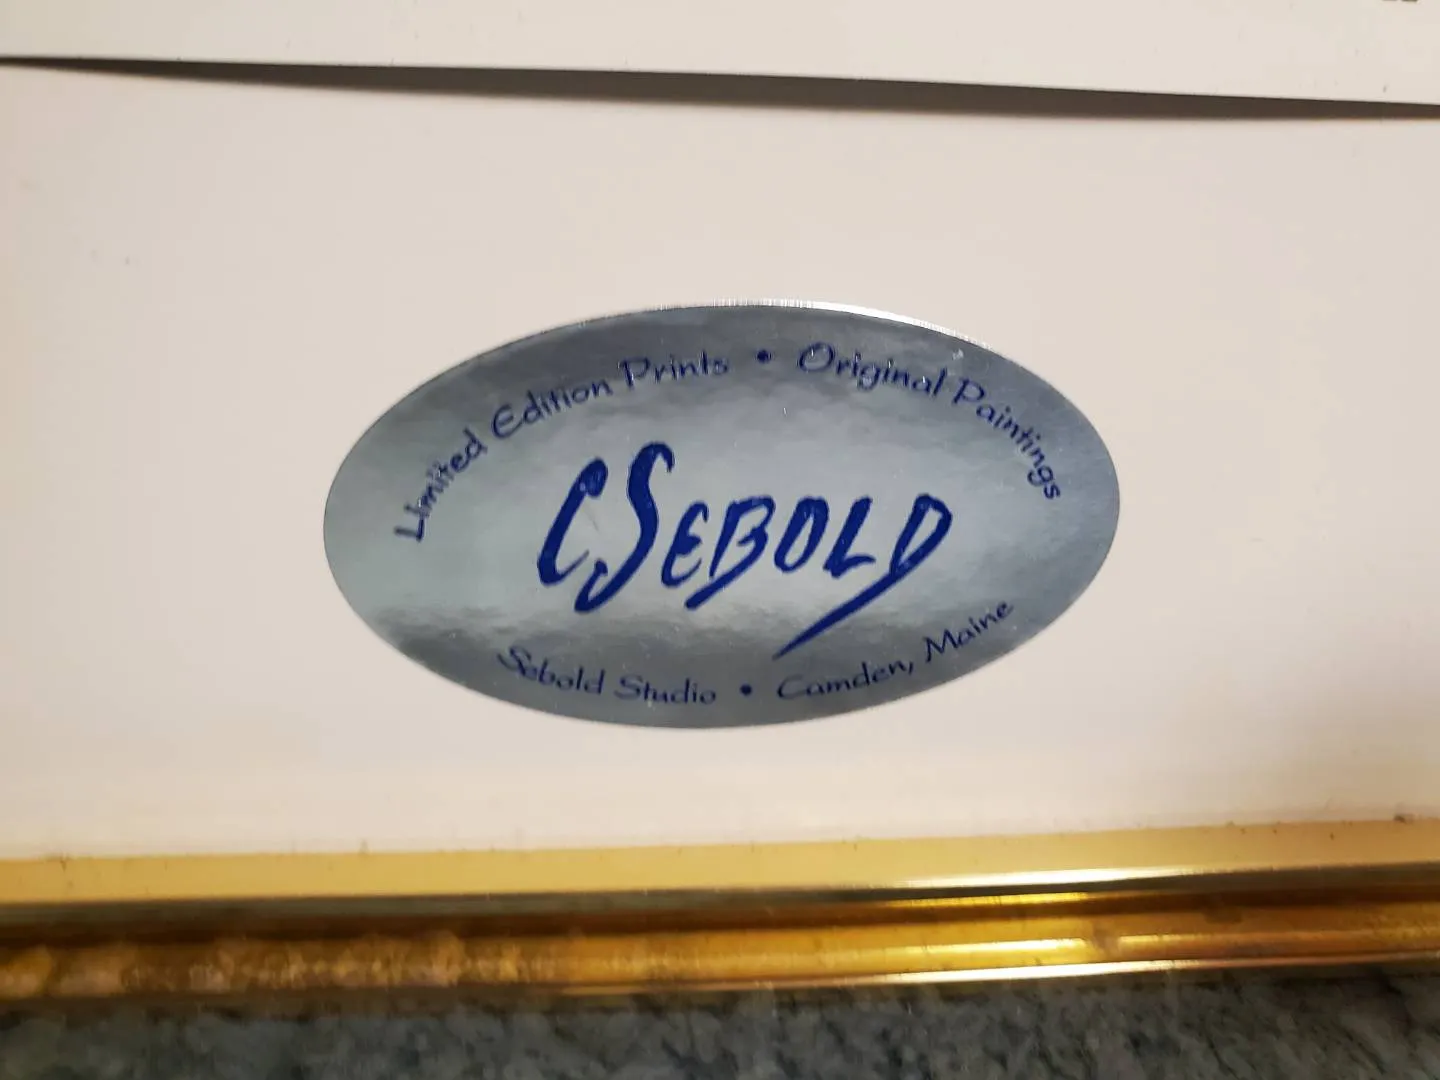 Limited Edition Prints • Original Paintings
CSEBOLD
Sebold Studio • Camden, Maine